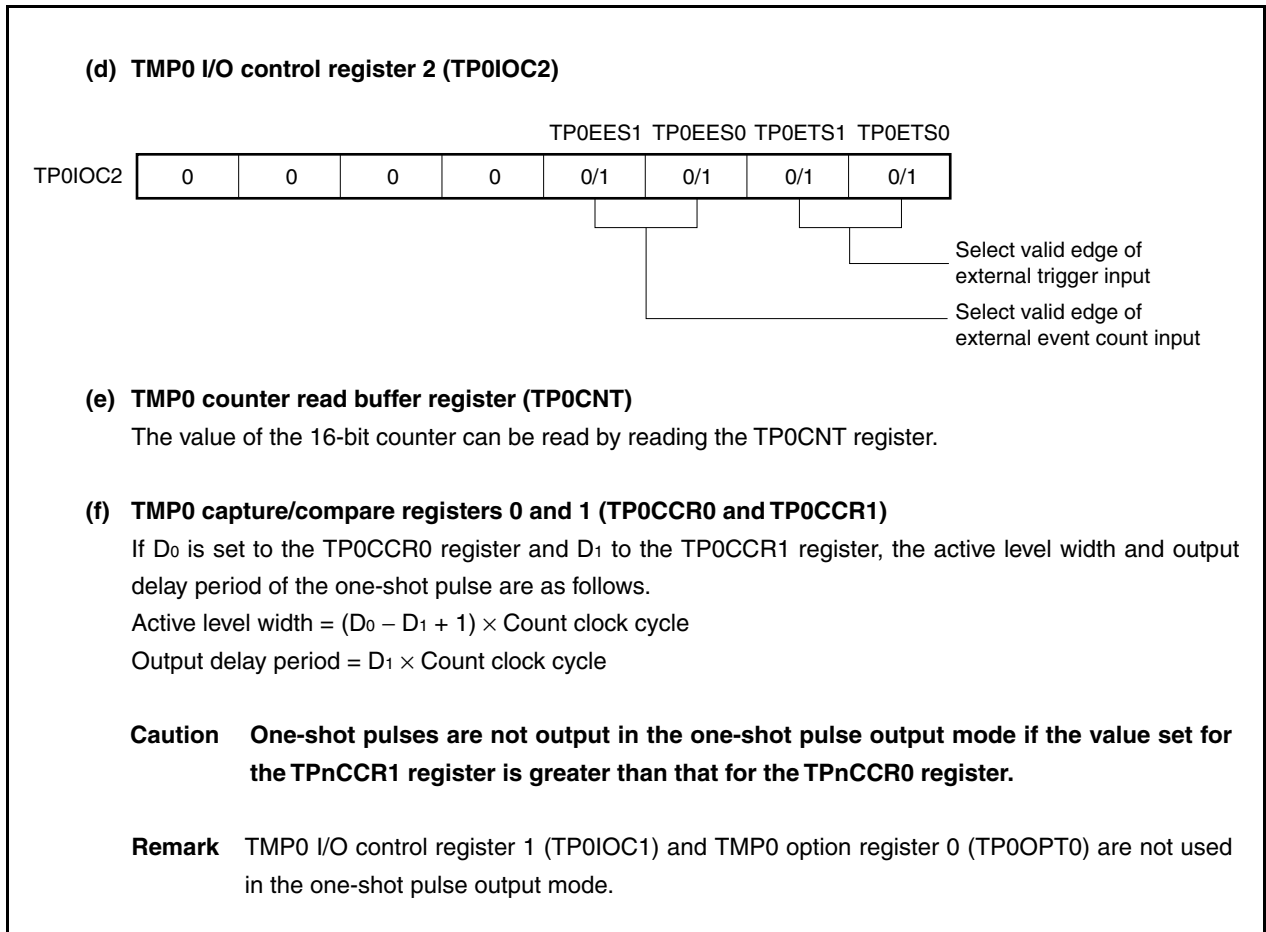 (d) TMP0 I/O control register 2 (TP0IOC2)
TP0EES1 TP0EES0 TP0ETS1 TP0ETS0
TP0IOC2 0 0 0 0 0/1 0/1 0/1 0/1
Select valid edge of
external trigger input
Select valid edge of
external event count input
(e) TMP0 counter read buffer register (TP0CNT)
The value of the 16-bit counter can be read by reading the TP0CNT register.
(f) TMP0 capture/compare registers 0 and 1 (TP0CCR0 and TP0CCR1)
If D0 is set to the TP0CCR0 register and D1 to the TP0CCR1 register, the active level width and output
delay period of the one-shot pulse are as follows.
Active level width = (D0 − D1 + 1) × Count clock cycle
Output delay period = D1 × Count clock cycle
Caution One-shot pulses are not output in the one-shot pulse output mode if the value set for
the TPnCCR1 register is greater than that for the TPnCCR0 register.
Remark TMP0 I/O control register 1 (TP0IOC1) and TMP0 option register 0 (TP0OPT0) are not used
in the one-shot pulse output mode.